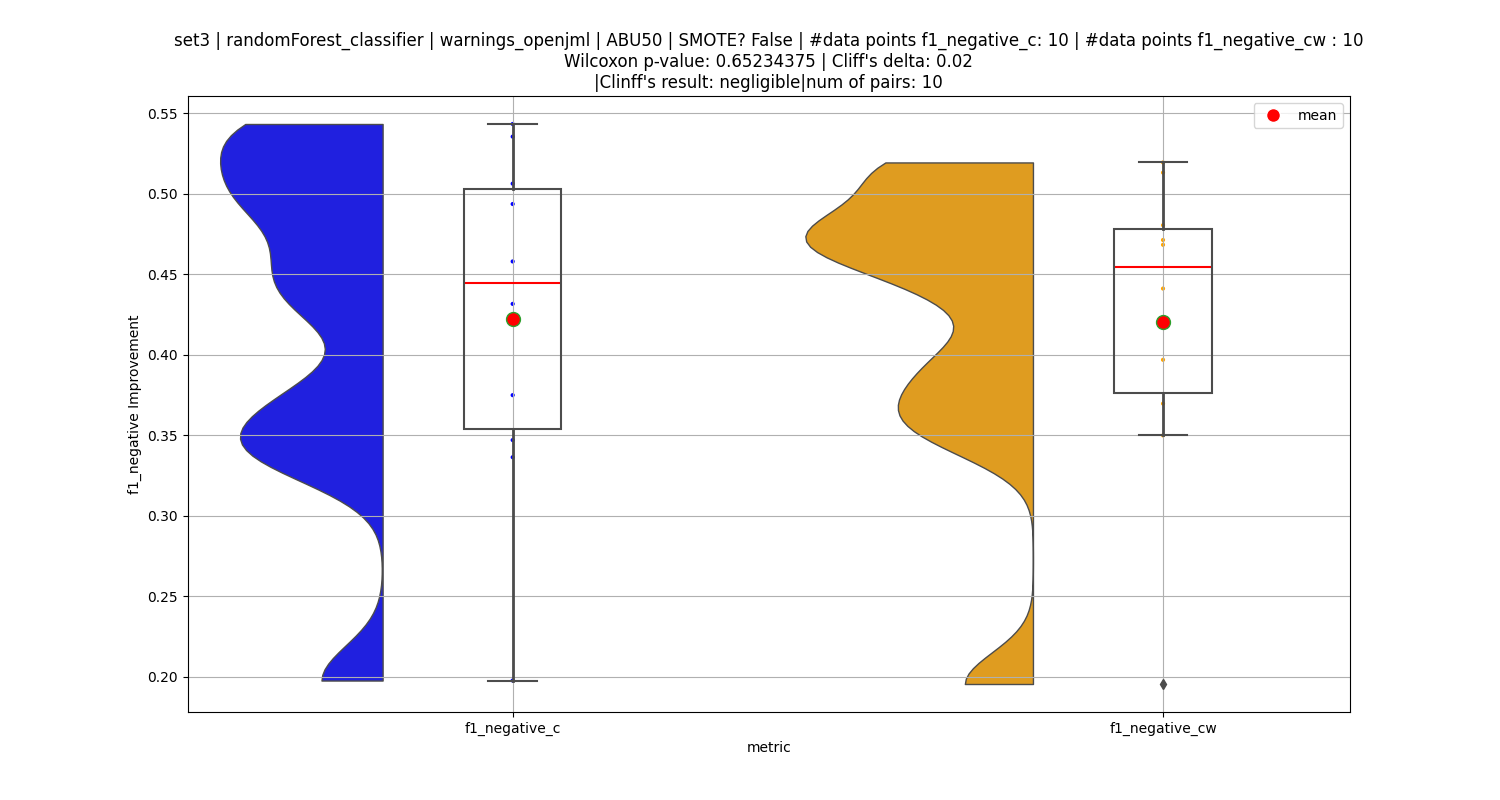 set3 | randomForest_classifier | warnings_openjml | ABU50 | SMOTE? False | #data points f1_negative_c: 10 | #data points f1_negative_cw : 10
Wilcoxon p-value: 0.65234375 | Cliff's delta: 0.02
|Clinff's result: negligible|num of pairs: 10
mean
0.55
0.50
0.45
0.40
0.35
0.30
0.25
0.20
f1_negative Improvement
f1_negative_c
f1_negative_cw
metric